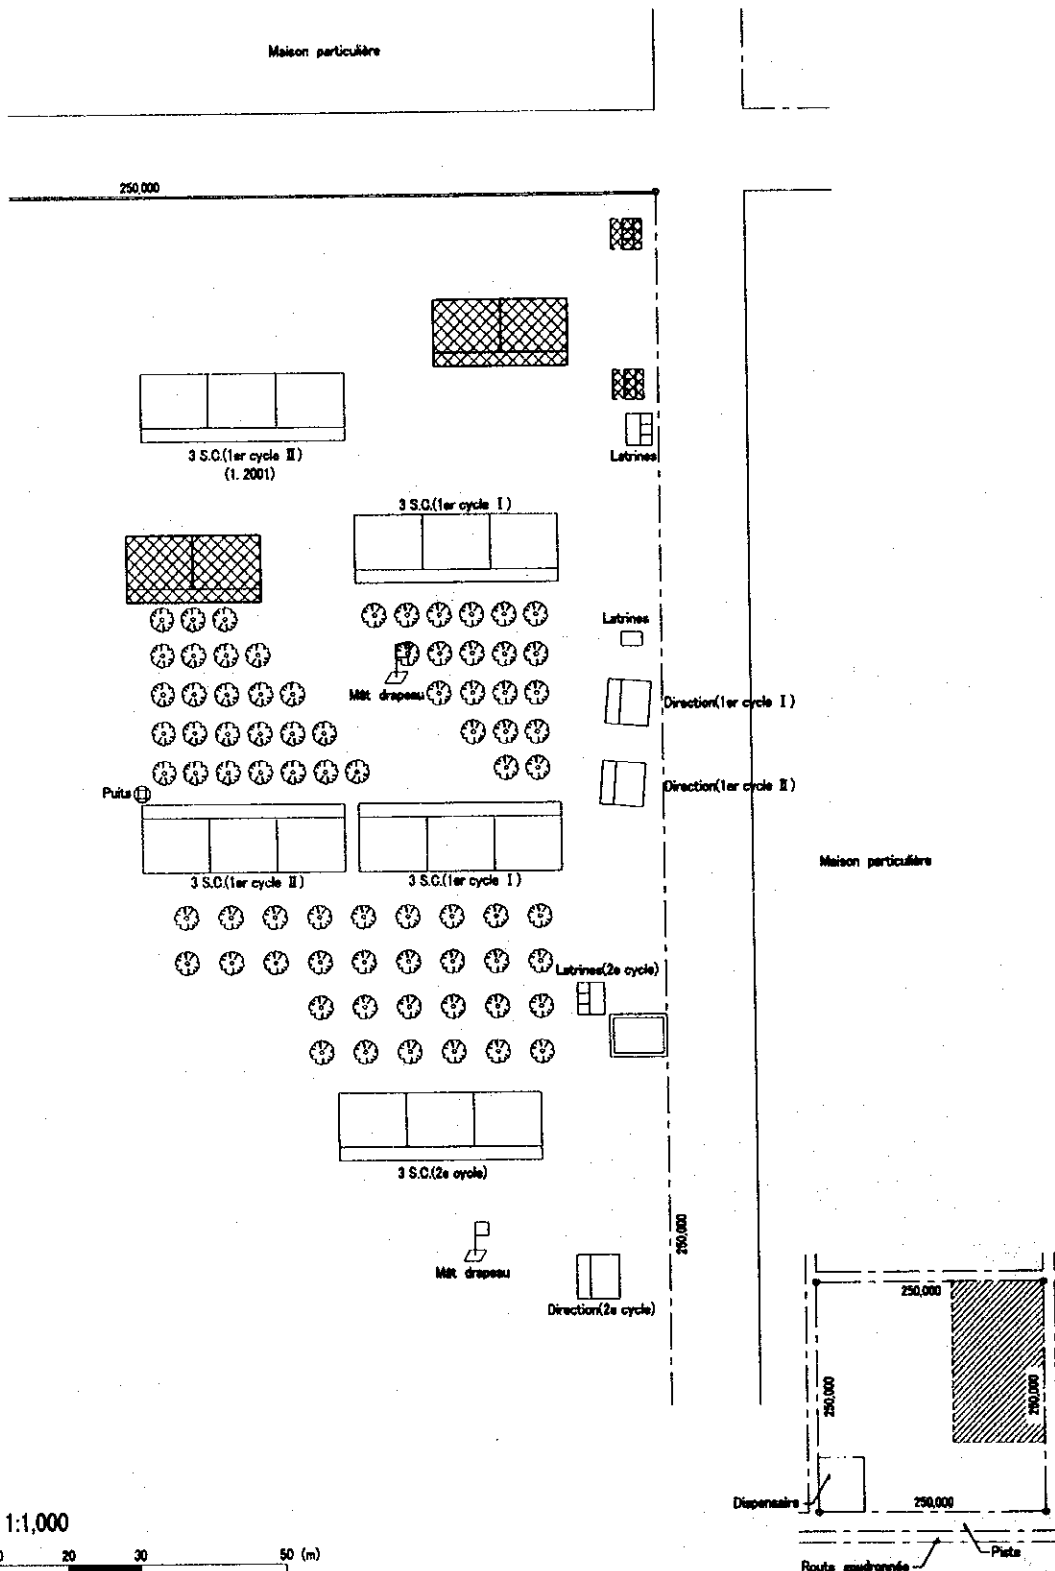 Maison particulière
250,000
3 S.C.(1er cycle Ⅱ)
(1. 2001)
Latrines
3 S.C.(1er cycle Ⅰ)
Latrines
Mât drapeau
Direction(1er cycle Ⅰ)
Direction(1er cycle Ⅱ)
Puits
3 S.C.(1er cycle Ⅱ)
3 S.C.(1er cycle Ⅰ)
Maison particulière
Latrines(2e cycle)
3 S.C.(2e cycle)
250,000
Mât drapeau
Direction(2e cycle)
250,000
250,000
250,000
Dispensaire
250,000
Piste
Route goudronnée
1:1,000
0 20 30 50 (m)